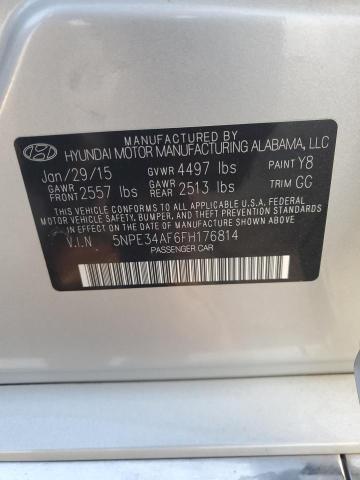 MANUFACTURED BY
HYUNDAI MOTOR MANUFACTURING ALABAMA, LLC
Jan/29/15 GVWR 4497 lbs PAINT Y8
GAWR FRONT 2557 lbs GAWR REAR 2513 lbs TRIM GG
THIS VEHICLE CONFORMS TO ALL APPLICABLE U.S.A. FEDERAL
MOTOR VEHICLE SAFETY, BUMPER, AND THEFT PREVENTION
STANDARDS IN EFFECT ON THE DATE OF MANUFACTURE SHOWN ABOVE.
V.I.N 5NPE34AF6FH176814
PASSENGER CAR